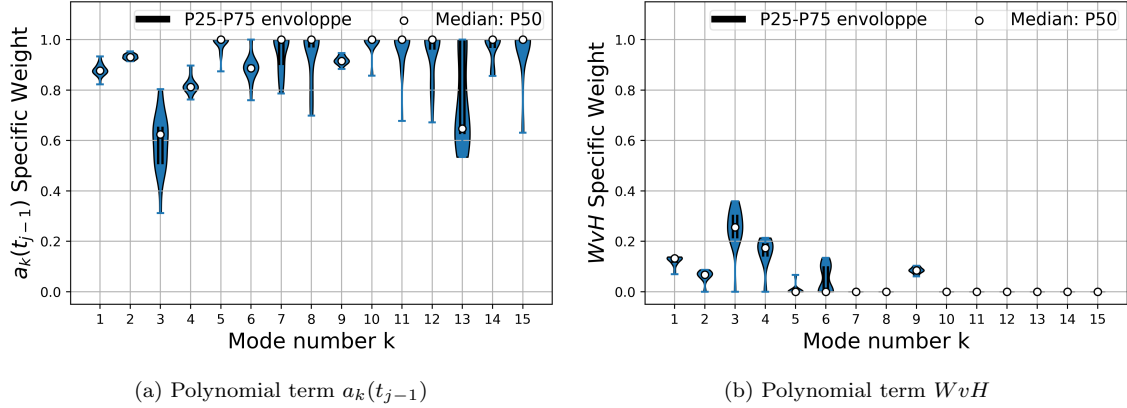 P25-P75 envoloppe Median: P50
1.0
0.8
0.6
0.4
0.2
0.0
a_k(t_{j−1}) Specific Weight
1 2 3 4 5 6 7 8 9 10 11 12 13 14 15
Mode number k
(a) Polynomial term a_k(t_{j−1})
P25-P75 envoloppe Median: P50
1.0
0.8
0.6
0.4
0.2
0.0
WvH Specific Weight
1 2 3 4 5 6 7 8 9 10 11 12 13 14 15
Mode number k
(b) Polynomial term WvH